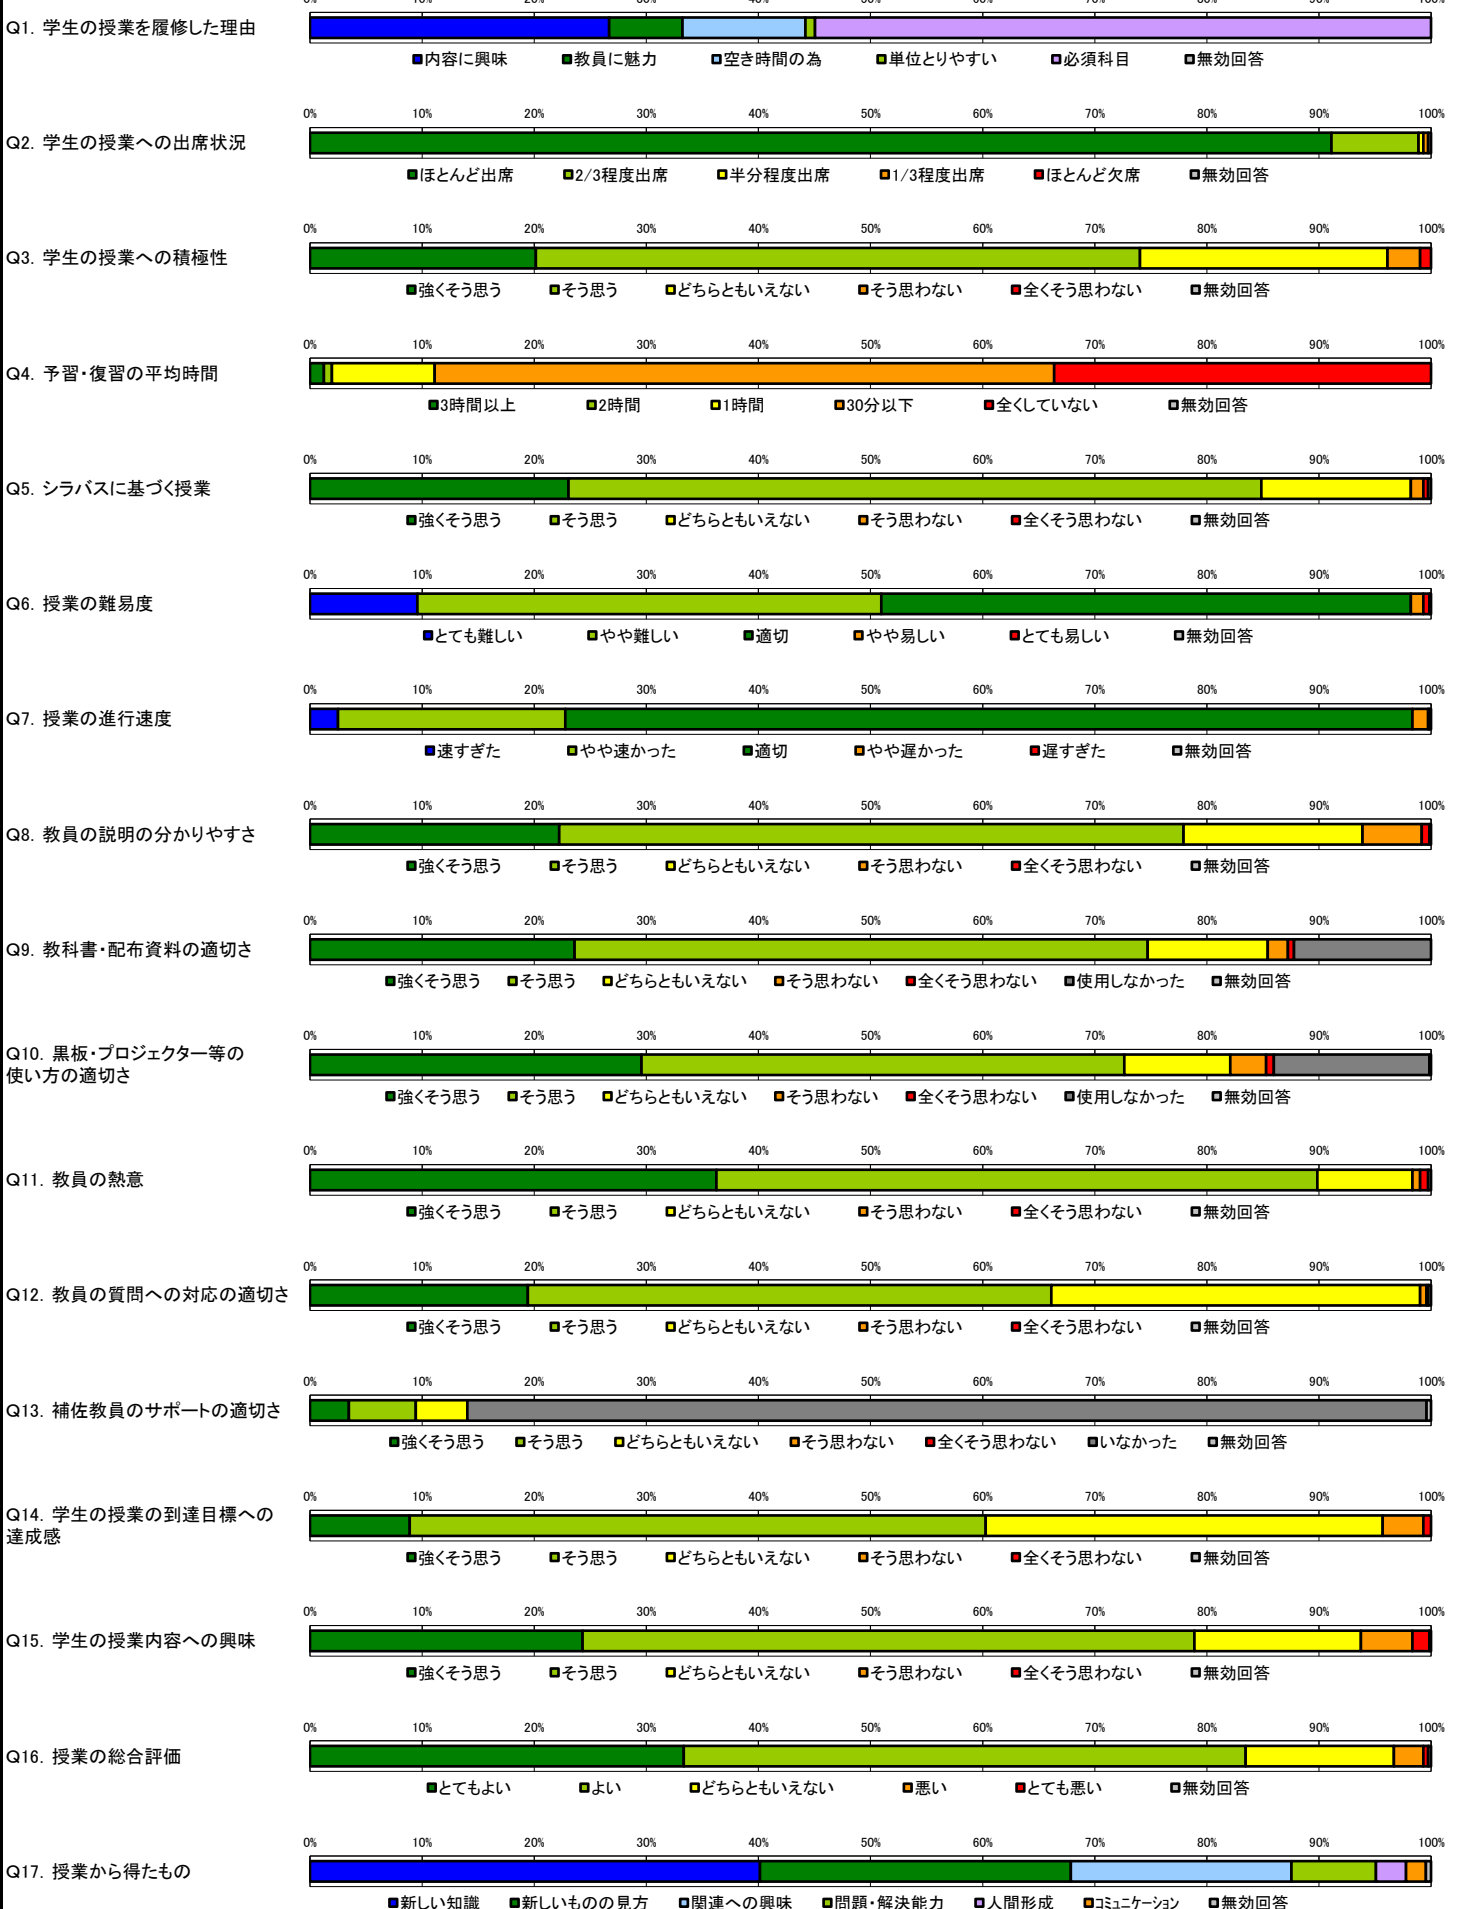 Q1. 学生の授業を履修した理由
■内容に興味 ■教員に魅力 □空き時間の為 ■単位とりやすい ■必須科目 ■無効回答
0% 10% 20% 30% 40% 50% 60% 70% 80% 90% 100%
Q2. 学生の授業への出席状況
■ほとんど出席 ■2/3程度出席 □半分程度出席 ■1/3程度出席 ■ほとんど欠席 ■無効回答
0% 10% 20% 30% 40% 50% 60% 70% 80% 90% 100%
Q3. 学生の授業への積極性
■強くそう思う ■そう思う □どちらともいえない ■そう思わない ■全くそう思わない ■無効回答
0% 10% 20% 30% 40% 50% 60% 70% 80% 90% 100%
Q4. 予習・復習の平均時間
■3時間以上 ■2時間 □1時間 ■30分以下 ■全くしていない ■無効回答
0% 10% 20% 30% 40% 50% 60% 70% 80% 90% 100%
Q5. シラバスに基づく授業
■強くそう思う ■そう思う □どちらともいえない ■そう思わない ■全くそう思わない ■無効回答
0% 10% 20% 30% 40% 50% 60% 70% 80% 90% 100%
Q6. 授業の難易度
■とても難しい ■やや難しい ■適切 ■やや易しい ■とても易しい ■無効回答
0% 10% 20% 30% 40% 50% 60% 70% 80% 90% 100%
Q7. 授業の進行速度
■速すぎた ■やや速かった ■適切 ■やや遅かった ■遅すぎた ■無効回答
0% 10% 20% 30% 40% 50% 60% 70% 80% 90% 100%
Q8. 教員の説明の分かりやすさ
■強くそう思う ■そう思う □どちらともいえない ■そう思わない ■全くそう思わない ■無効回答
0% 10% 20% 30% 40% 50% 60% 70% 80% 90% 100%
Q9. 教科書・配布資料の適切さ
■強くそう思う ■そう思う □どちらともいえない ■そう思わない ■全くそう思わない ■使用しなかった ■無効回答
0% 10% 20% 30% 40% 50% 60% 70% 80% 90% 100%
Q10. 黒板・プロジェクター等の
使い方の適切さ
■強くそう思う ■そう思う □どちらともいえない ■そう思わない ■全くそう思わない ■使用しなかった ■無効回答
0% 10% 20% 30% 40% 50% 60% 70% 80% 90% 100%
Q11. 教員の熱意
■強くそう思う ■そう思う □どちらともいえない ■そう思わない ■全くそう思わない ■無効回答
0% 10% 20% 30% 40% 50% 60% 70% 80% 90% 100%
Q12. 教員の質問への対応の適切さ
■強くそう思う ■そう思う □どちらともいえない ■そう思わない ■全くそう思わない ■無効回答
0% 10% 20% 30% 40% 50% 60% 70% 80% 90% 100%
Q13. 補佐教員のサポートの適切さ
■強くそう思う ■そう思う □どちらともいえない ■そう思わない ■全くそう思わない ■いなかった ■無効回答
0% 10% 20% 30% 40% 50% 60% 70% 80% 90% 100%
Q14. 学生の授業の到達目標への
達成感
■強くそう思う ■そう思う □どちらともいえない ■そう思わない ■全くそう思わない ■無効回答
0% 10% 20% 30% 40% 50% 60% 70% 80% 90% 100%
Q15. 学生の授業内容への興味
■強くそう思う ■そう思う □どちらともいえない ■そう思わない ■全くそう思わない ■無効回答
0% 10% 20% 30% 40% 50% 60% 70% 80% 90% 100%
Q16. 授業の総合評価
■とてもよい ■よい □どちらともいえない ■悪い ■とても悪い ■無効回答
0% 10% 20% 30% 40% 50% 60% 70% 80% 90% 100%
Q17. 授業から得たもの
■新しい知識 ■新しいものの見方 □関連への興味 ■問題・解決能力 ■人間形成 ■コミュニケーション ■無効回答